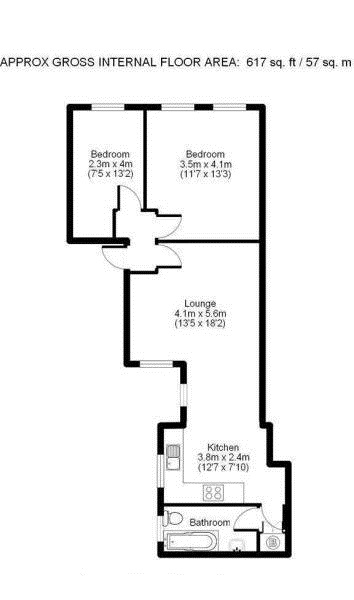 APPROX GROSS INTERNAL FLOOR AREA: 617 sq. ft / 57 sq. m
Bedroom
2.3m x 4m
(7'5 x 13'2)
Bedroom
3.5m x 4.1m
(11'7 x 13'3)
Lounge
4.1m x 5.6m
(13'5 x 18'2)
Kitchen
3.8m x 2.4m
(12'7 x 7'10)
Bathroom
B